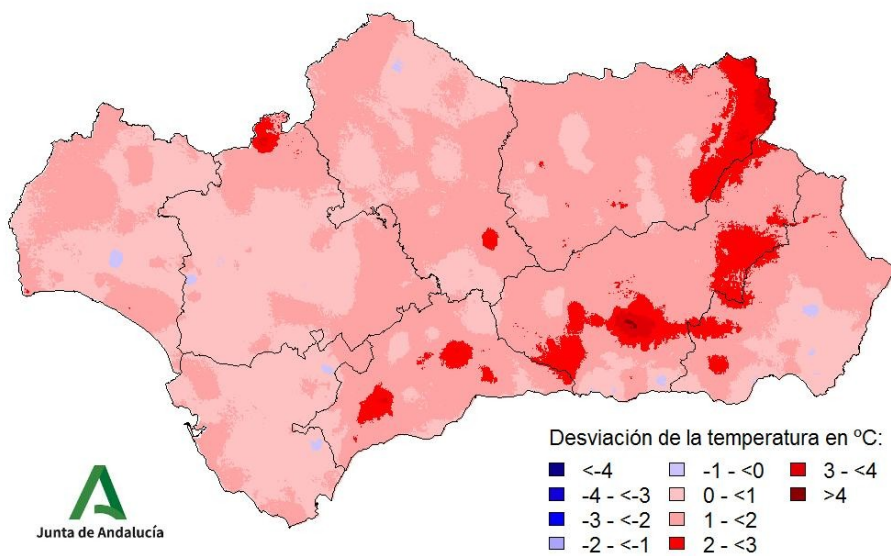 Desviación de la temperatura en ºC:
<-4
-4 - <-3
-3 - <-2
-2 - <-1
-1 - <0
0 - <1
1 - <2
2 - <3
3 - <4
>4
Junta de Andalucía